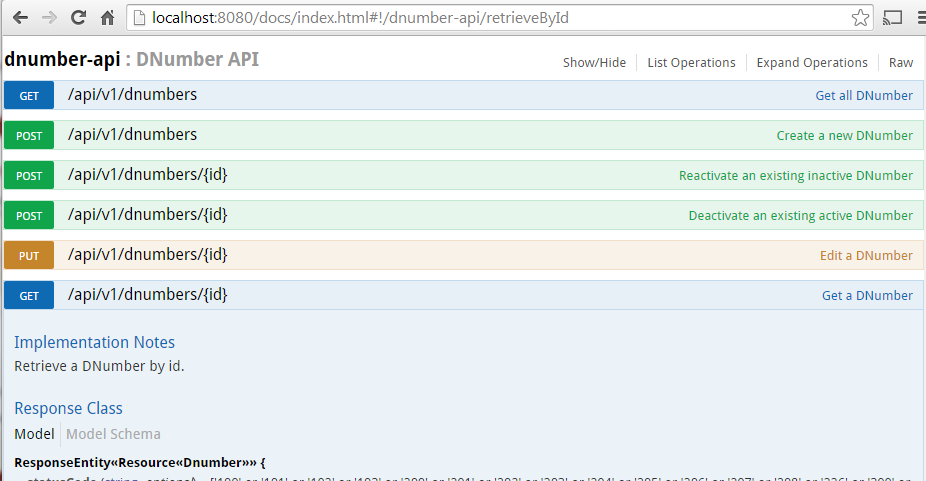 localhost:8080/docs/index.html#!/dnumber-api/retrieveById
dnumber-api : DNumber API
Show/Hide List Operations Expand Operations Raw
GET /api/v1/dnumbers Get all DNumber
POST /api/v1/dnumbers Create a new DNumber
POST /api/v1/dnumbers/{id} Reactivate an existing inactive DNumber
POST /api/v1/dnumbers/{id} Deactivate an existing active DNumber
PUT /api/v1/dnumbers/{id} Edit a DNumber
GET /api/v1/dnumbers/{id} Get a DNumber
Implementation Notes
Retrieve a DNumber by id.
Response Class
Model Model Schema
ResponseEntity«Resource«Dnumber»» {